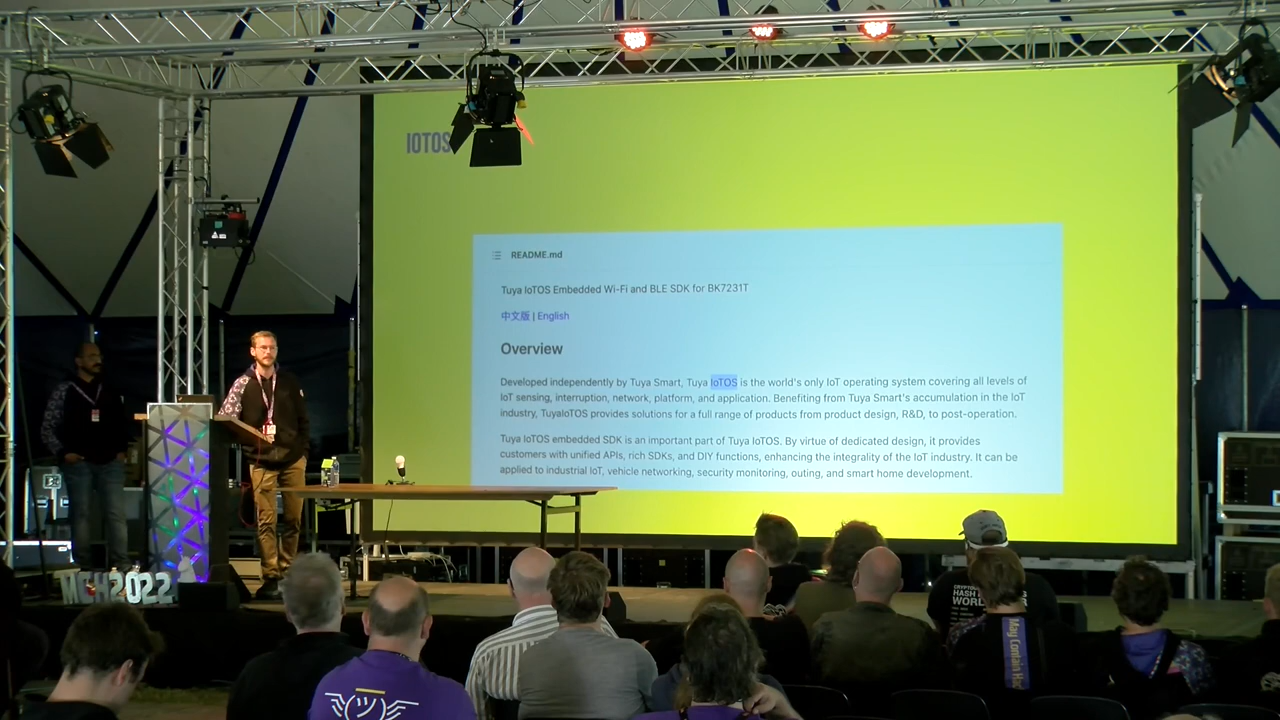 IOTOS
README.md
Tuya IoTOS Embedded Wi-Fi and BLE SDK for BK7231T
中文版 | English
Overview
Developed independently by Tuya Smart, Tuya IoTOS is the world's only IoT operating system covering all levels of
IoT sensing, interruption, network, platform, and application. Benefiting from Tuya Smart's accumulation in the IoT
industry, TuyaIoTOS provides solutions for a full range of products from product design, R&D, to post-operation.
Tuya IoTOS embedded SDK is an important part of Tuya IoTOS. By virtue of dedicated design, it provides
customers with unified APIs, rich SDKs, and DIY functions, enhancing the integrality of the IoT industry. It can be
applied to industrial IoT, vehicle networking, security monitoring, outing, and smart home development.
MCH2022
HASH
WORL
May Contain Hac
ツ